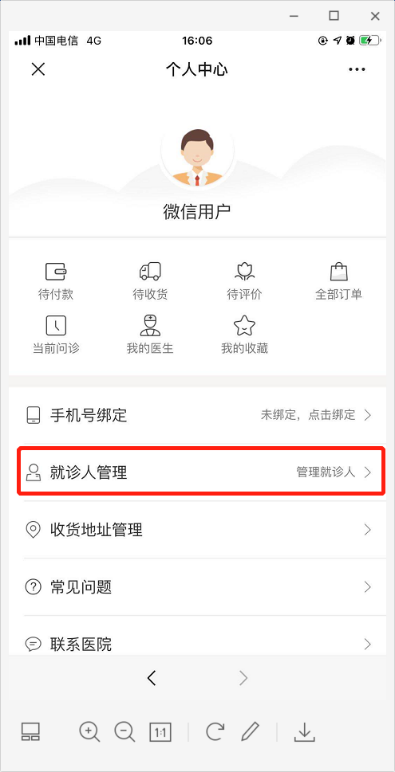 中国电信 4G 16:06
个人中心
微信用户
待付款 待收货 待评价 全部订单
当前问诊 我的医生 我的收藏
手机号绑定 未绑定，点击绑定
就诊人管理 管理就诊人
收货地址管理
常见问题
联系医院
1:1